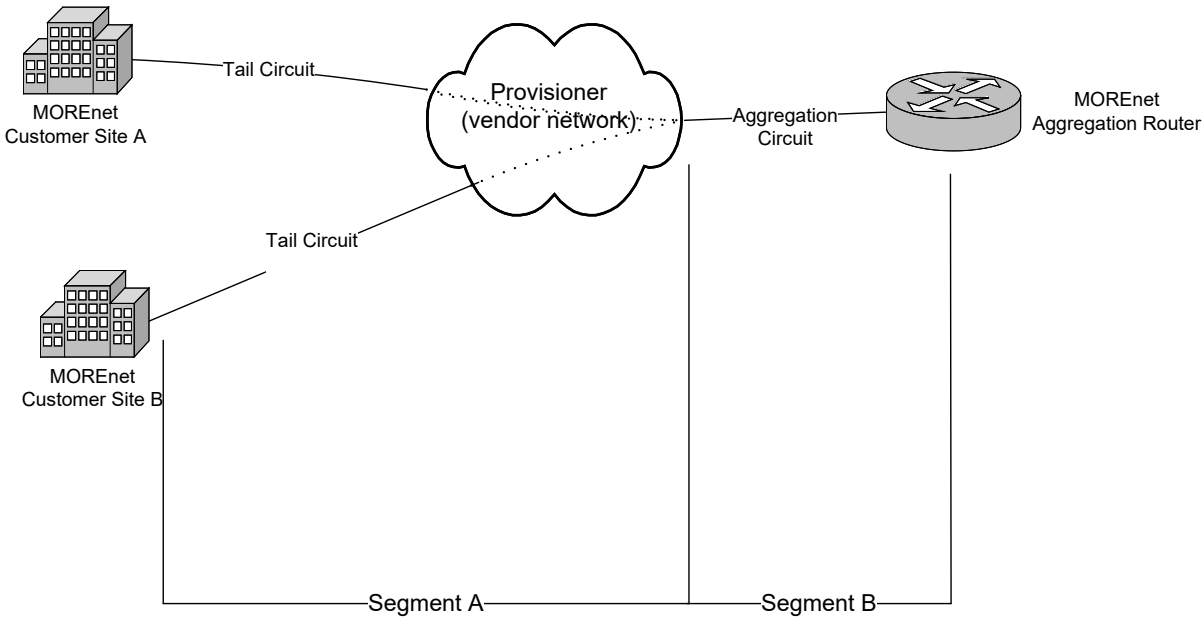 Tail Circuit
MOREnet
Customer Site A
Provisioner
(vendor network)
Aggregation
Circuit
MOREnet
Aggregation Router
Tail Circuit
MOREnet
Customer Site B
Segment A
Segment B